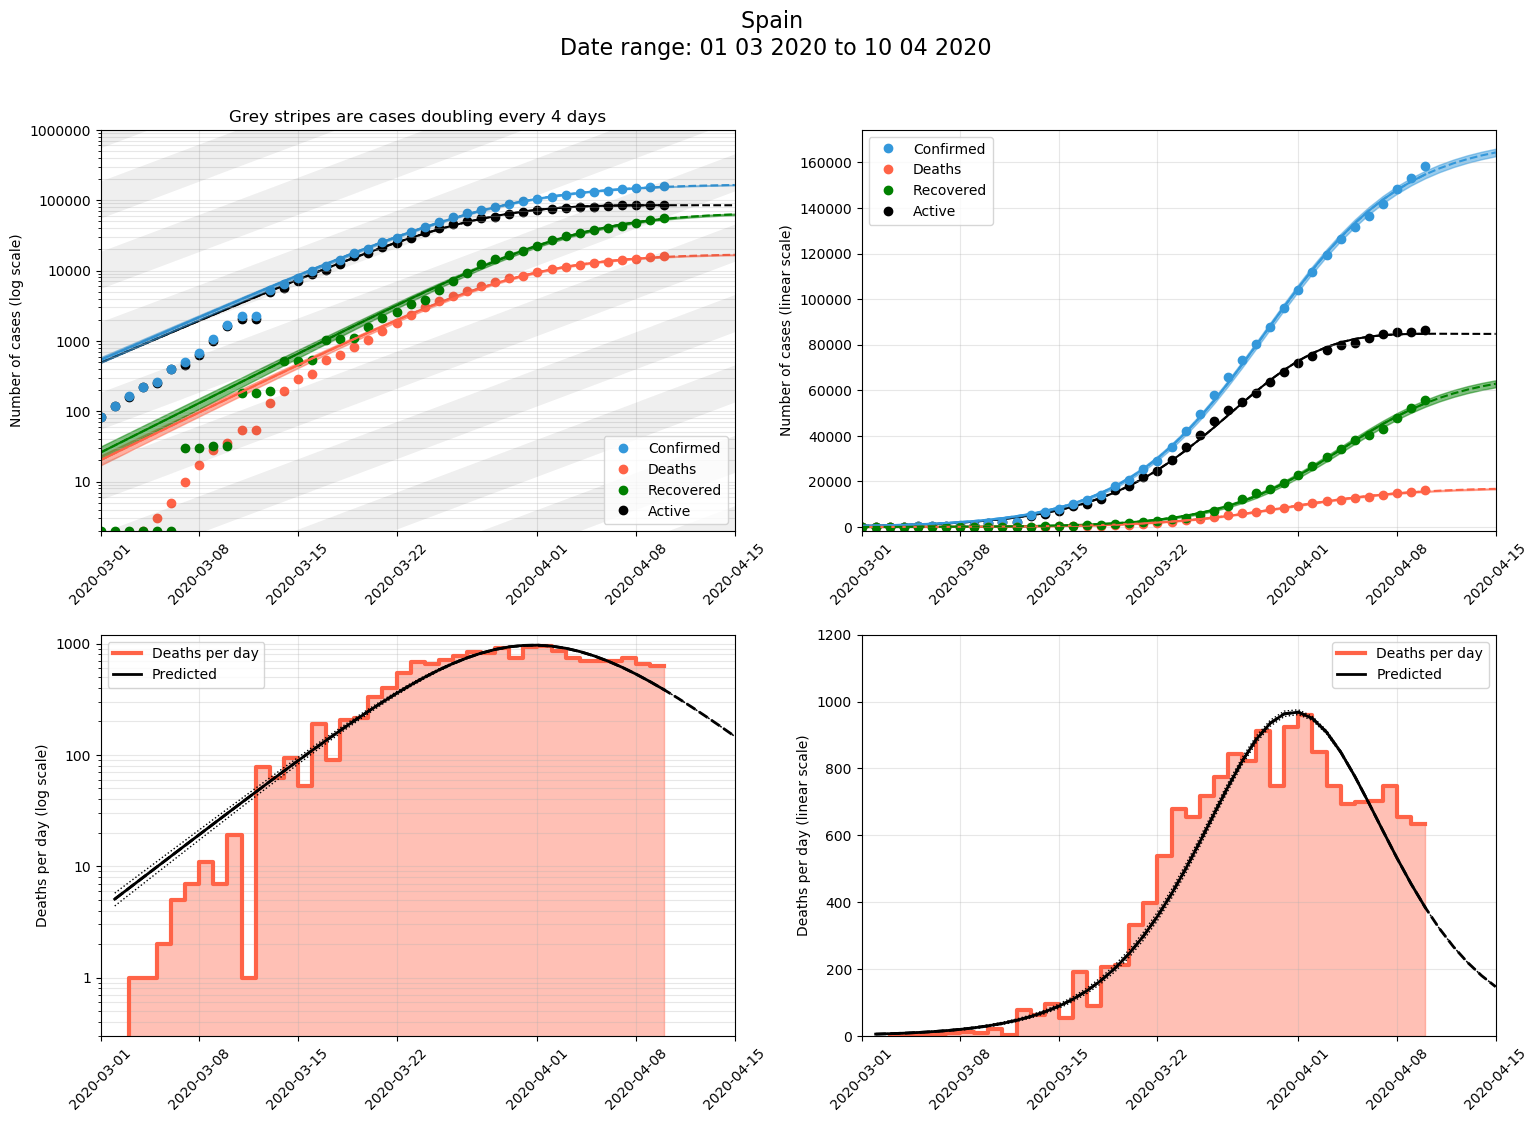 Spain
Date range: 01 03 2020 to 10 04 2020
Grey stripes are cases doubling every 4 days
Number of cases (log scale)
1000000
100000
10000
1000
100
10
Confirmed
Deaths
Recovered
Active
2020-03-01
2020-03-08
2020-03-15
2020-03-22
2020-04-01
2020-04-08
2020-04-15
Number of cases (linear scale)
160000
140000
120000
100000
80000
60000
40000
20000
0
Confirmed
Deaths
Recovered
Active
2020-03-01
2020-03-08
2020-03-15
2020-03-22
2020-04-01
2020-04-08
2020-04-15
Deaths per day (log scale)
1000
100
10
1
Deaths per day
Predicted
2020-03-01
2020-03-08
2020-03-15
2020-03-22
2020-04-01
2020-04-08
2020-04-15
Deaths per day (linear scale)
1200
1000
800
600
400
200
0
Deaths per day
Predicted
2020-03-01
2020-03-08
2020-03-15
2020-03-22
2020-04-01
2020-04-08
2020-04-15